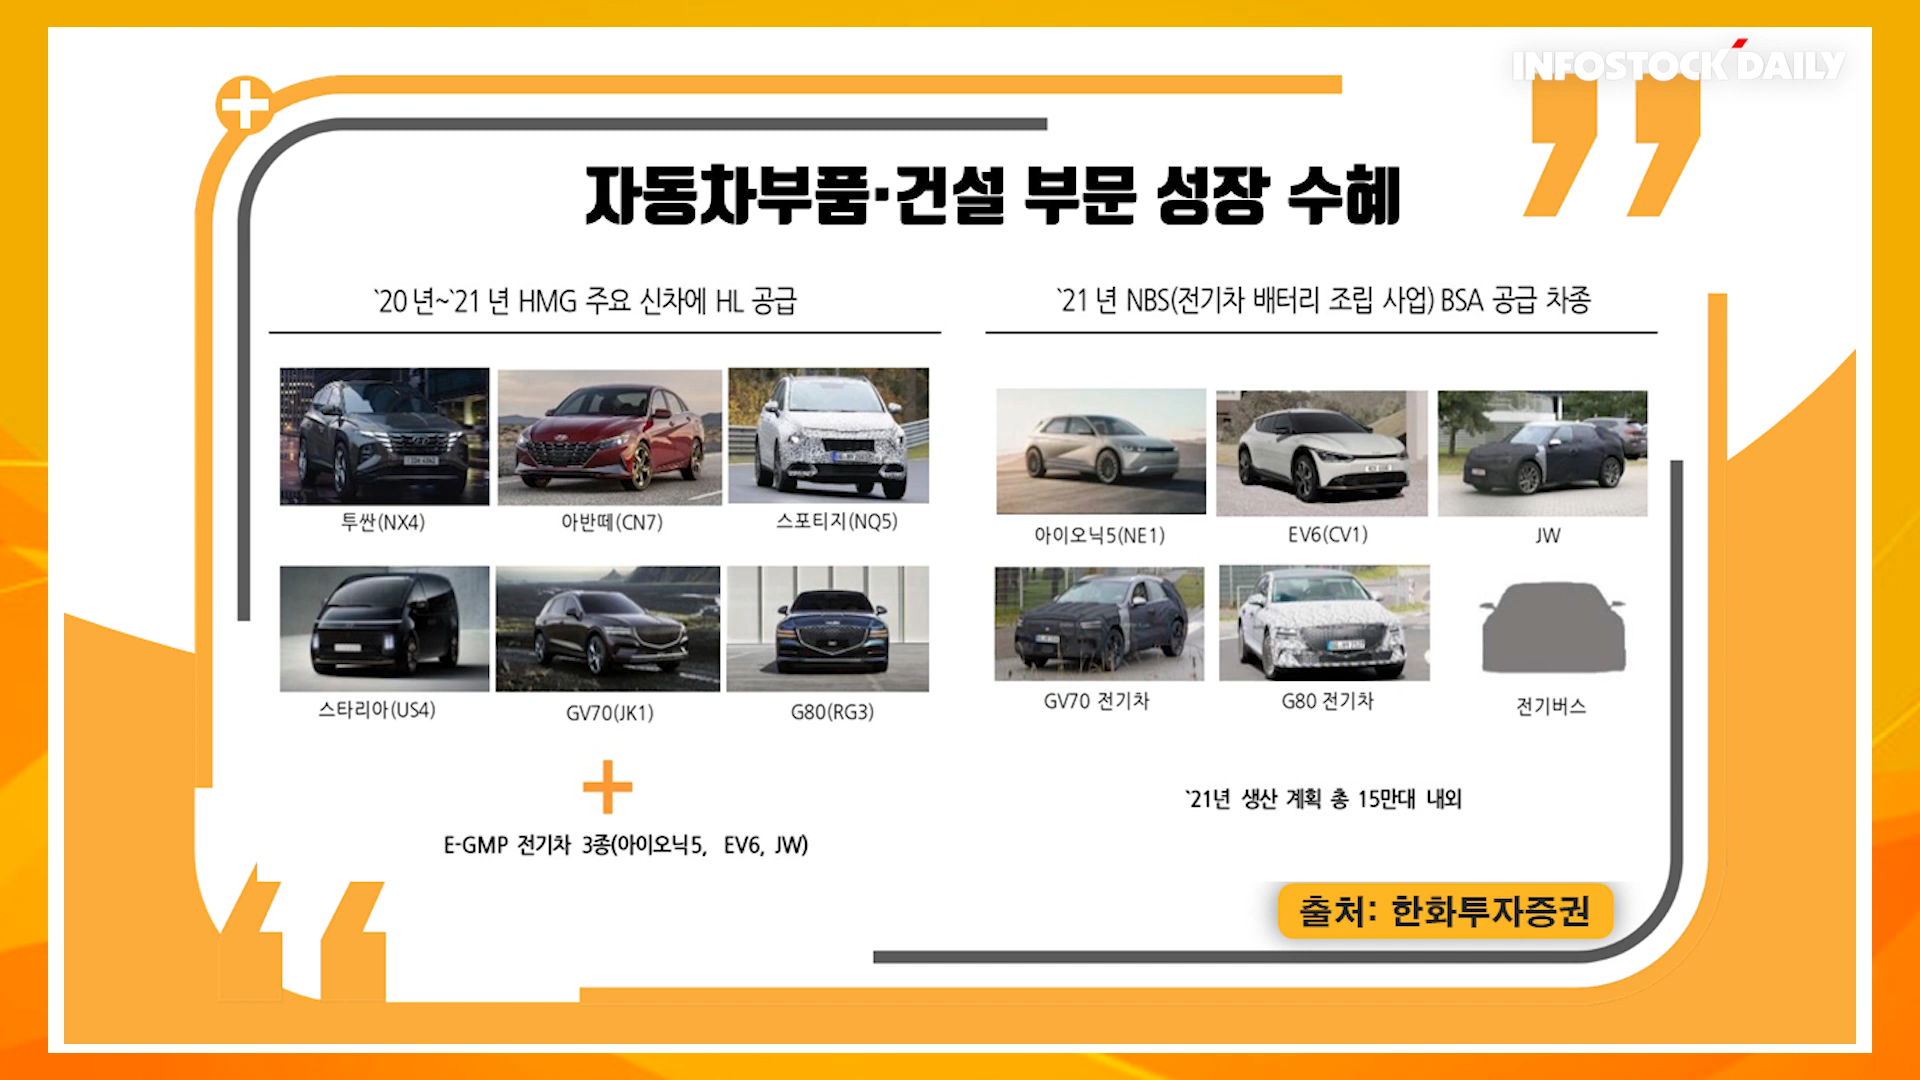 INFOSTOCK DAILY
자동차부품·건설 부문 성장 수혜
`20년~`21년 HMG 주요 신차에 HL 공급
투싼(NX4)
아반떼(CN7)
스포티지(NQ5)
스타리아(US4)
GV70(JK1)
G80(RG3)
E-GMP 전기차 3종(아이오닉5, EV6, JW)
`21년 NBS(전기차 배터리 조립 사업) BSA 공급 차종
아이오닉5(NE1)
EV6(CV1)
JW
GV70 전기차
G80 전기차
전기버스
`21년 생산 계획 총 15만대 내외
출처: 한화투자증권